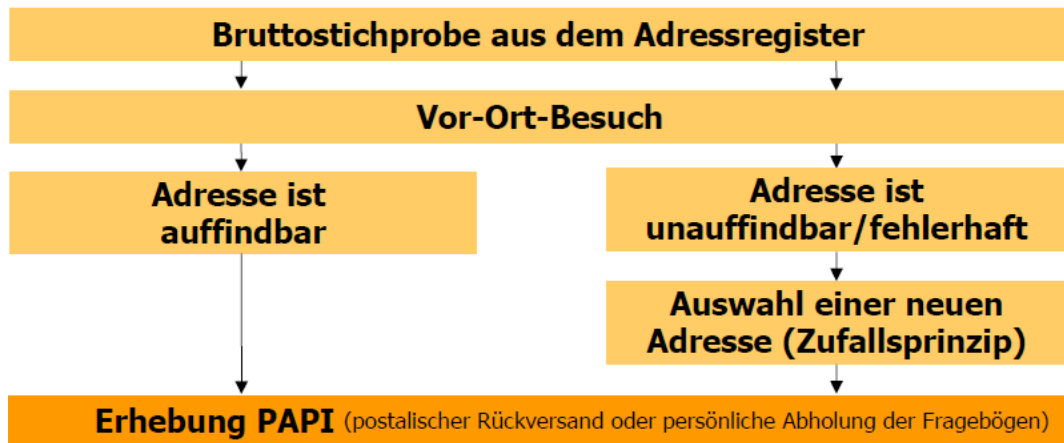 Bruttostichprobe aus dem Adressregister
Vor-Ort-Besuch
Adresse ist
auffindbar
Adresse ist
unauffindbar/fehlerhaft
Auswahl einer neuen
Adresse (Zufallsprinzip)
Erhebung PAPI (postalischer Rückversand oder persönliche Abholung der Fragebögen)